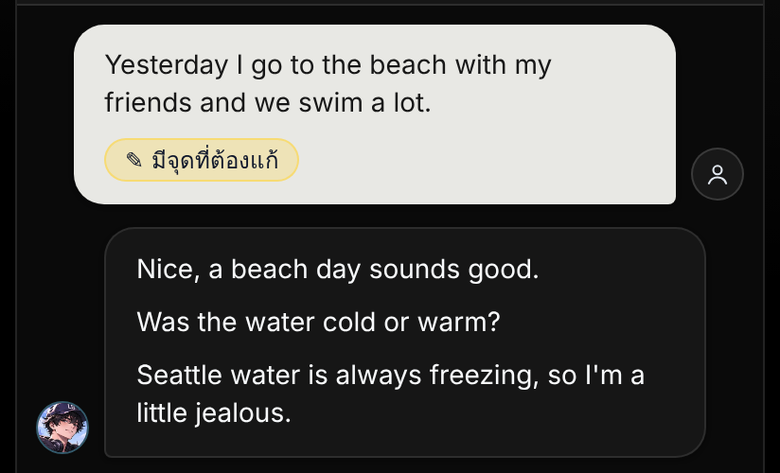 Yesterday I go to the beach with my
friends and we swim a lot.
✎ มีจุดที่ต้องแก้
Nice, a beach day sounds good.
Was the water cold or warm?
Seattle water is always freezing, so I'm a
little jealous.